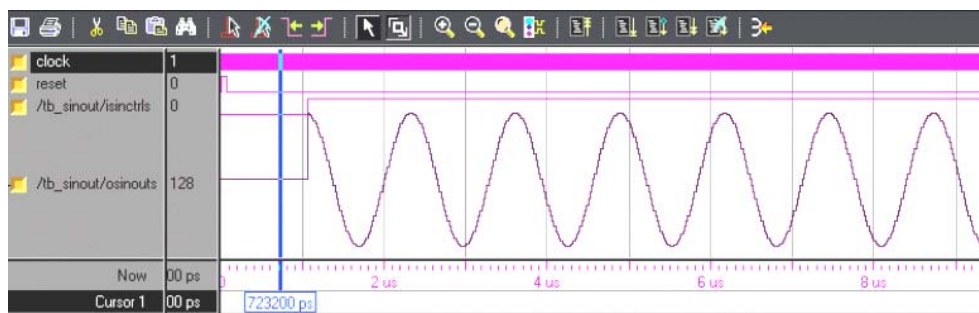 clock 1
reset 0
/tb_sinout/isinctrls 0
/tb_sinout/osinouts 128
Now 00 ps
2 us 4 us 6 us 8 us
Cursor 1 00 ps
723200 ps